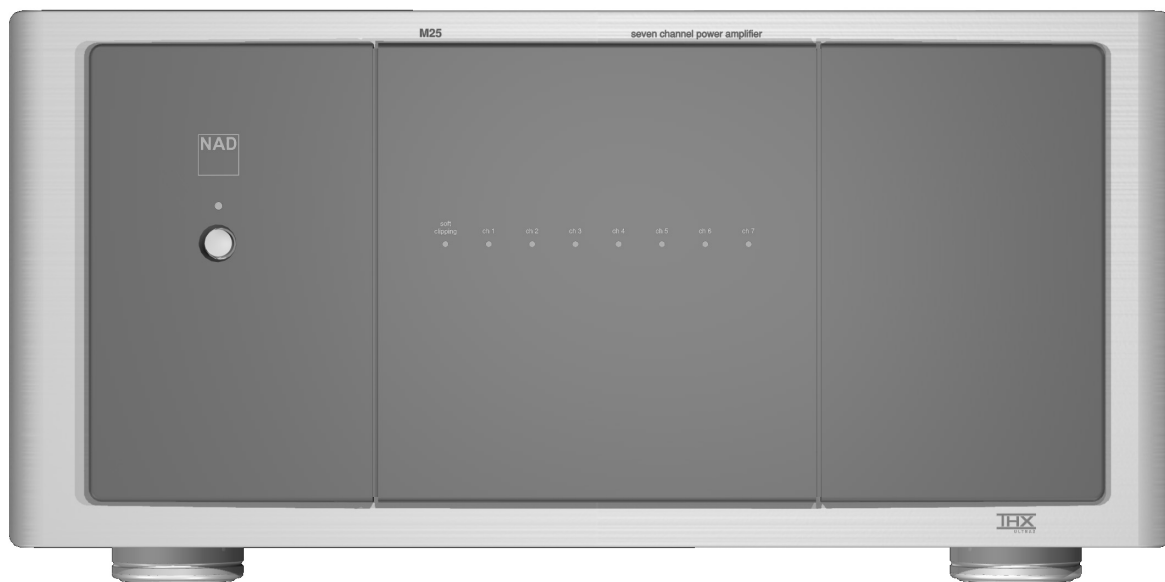 M25 seven channel power amplifier
NAD
soft
clipping ch 1 ch 2 ch 3 ch 4 ch 5 ch 6 ch 7
THX
ULTRA2